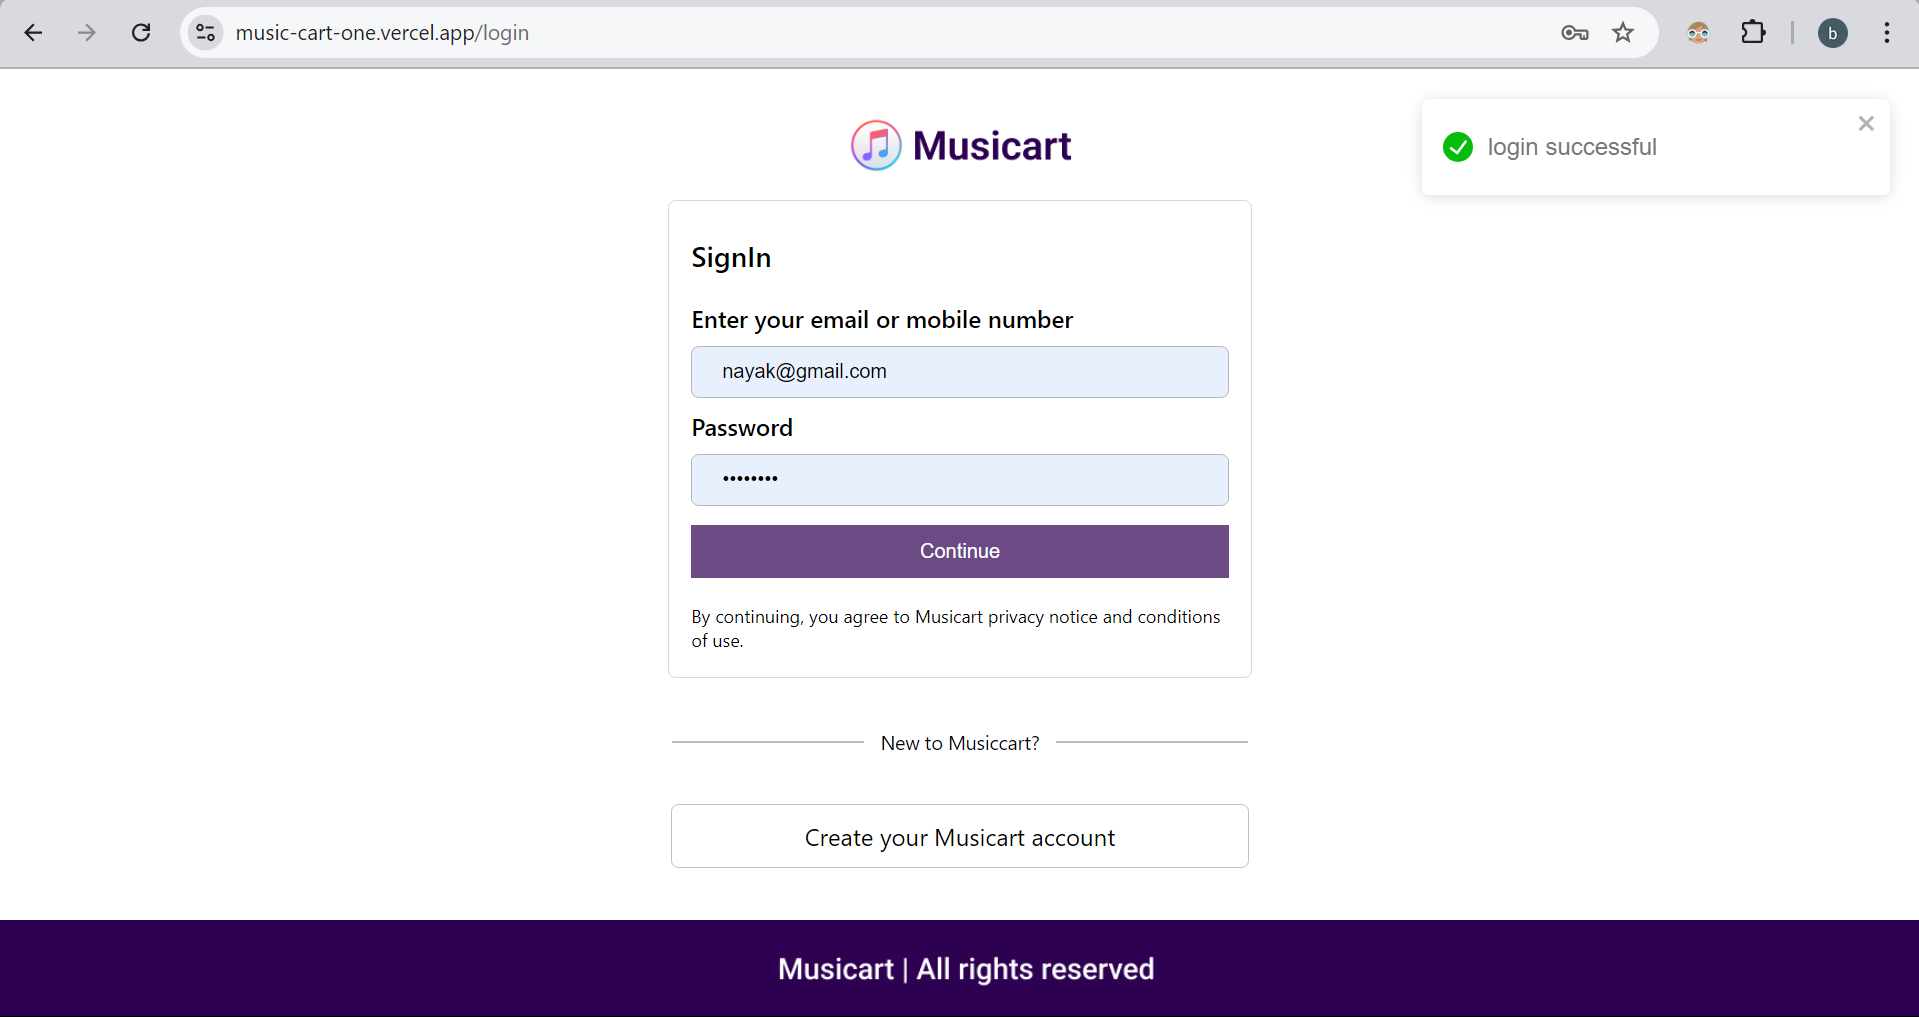 music-cart-one.vercel.app/login
b
Musicart
login successful
SignIn
Enter your email or mobile number
nayak@gmail.com
Password
••••••••
Continue
By continuing, you agree to Musicart privacy notice and conditions
of use.
New to Musiccart?
Create your Musicart account
Musicart | All rights reserved